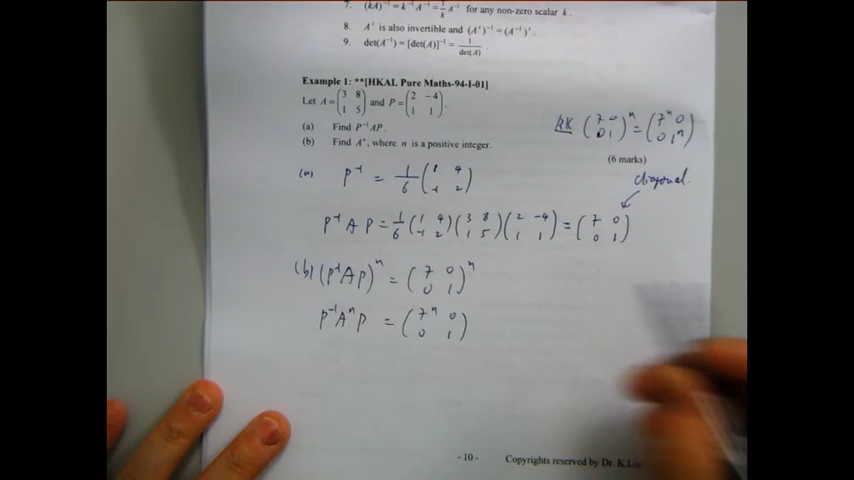 7. (kA)⁻¹ = k⁻¹A⁻¹ = 1/k A⁻¹ for any non-zero scalar k.
8. Aᵗ is also invertible and (Aᵗ)⁻¹ = (A⁻¹)ᵗ.
9. det(A⁻¹) = [det(A)]⁻¹ = 1/det(A).
Example 1: **[HKAL Pure Maths-94-I-01]
Let A = (3 8; 1 5) and P = (2 −4; 1 1).
(a) Find P⁻¹AP.
(b) Find Aⁿ, where n is a positive integer.
(7 0; 0 1)ⁿ = (7ⁿ 0; 0 1ⁿ)
(6 marks)
diagonal.
(a) P⁻¹ = 1/6 (1 4; -1 2)
P⁻¹AP = 1/6 (1 4; -1 2)(3 8; 1 5)(2 -4; 1 1) = (7 0; 0 1)
(b) (P⁻¹AP)ⁿ = (7 0; 0 1)ⁿ
P⁻¹AⁿP = (7ⁿ 0; 0 1)
- 10 - Copyrights reserved by Dr. K.